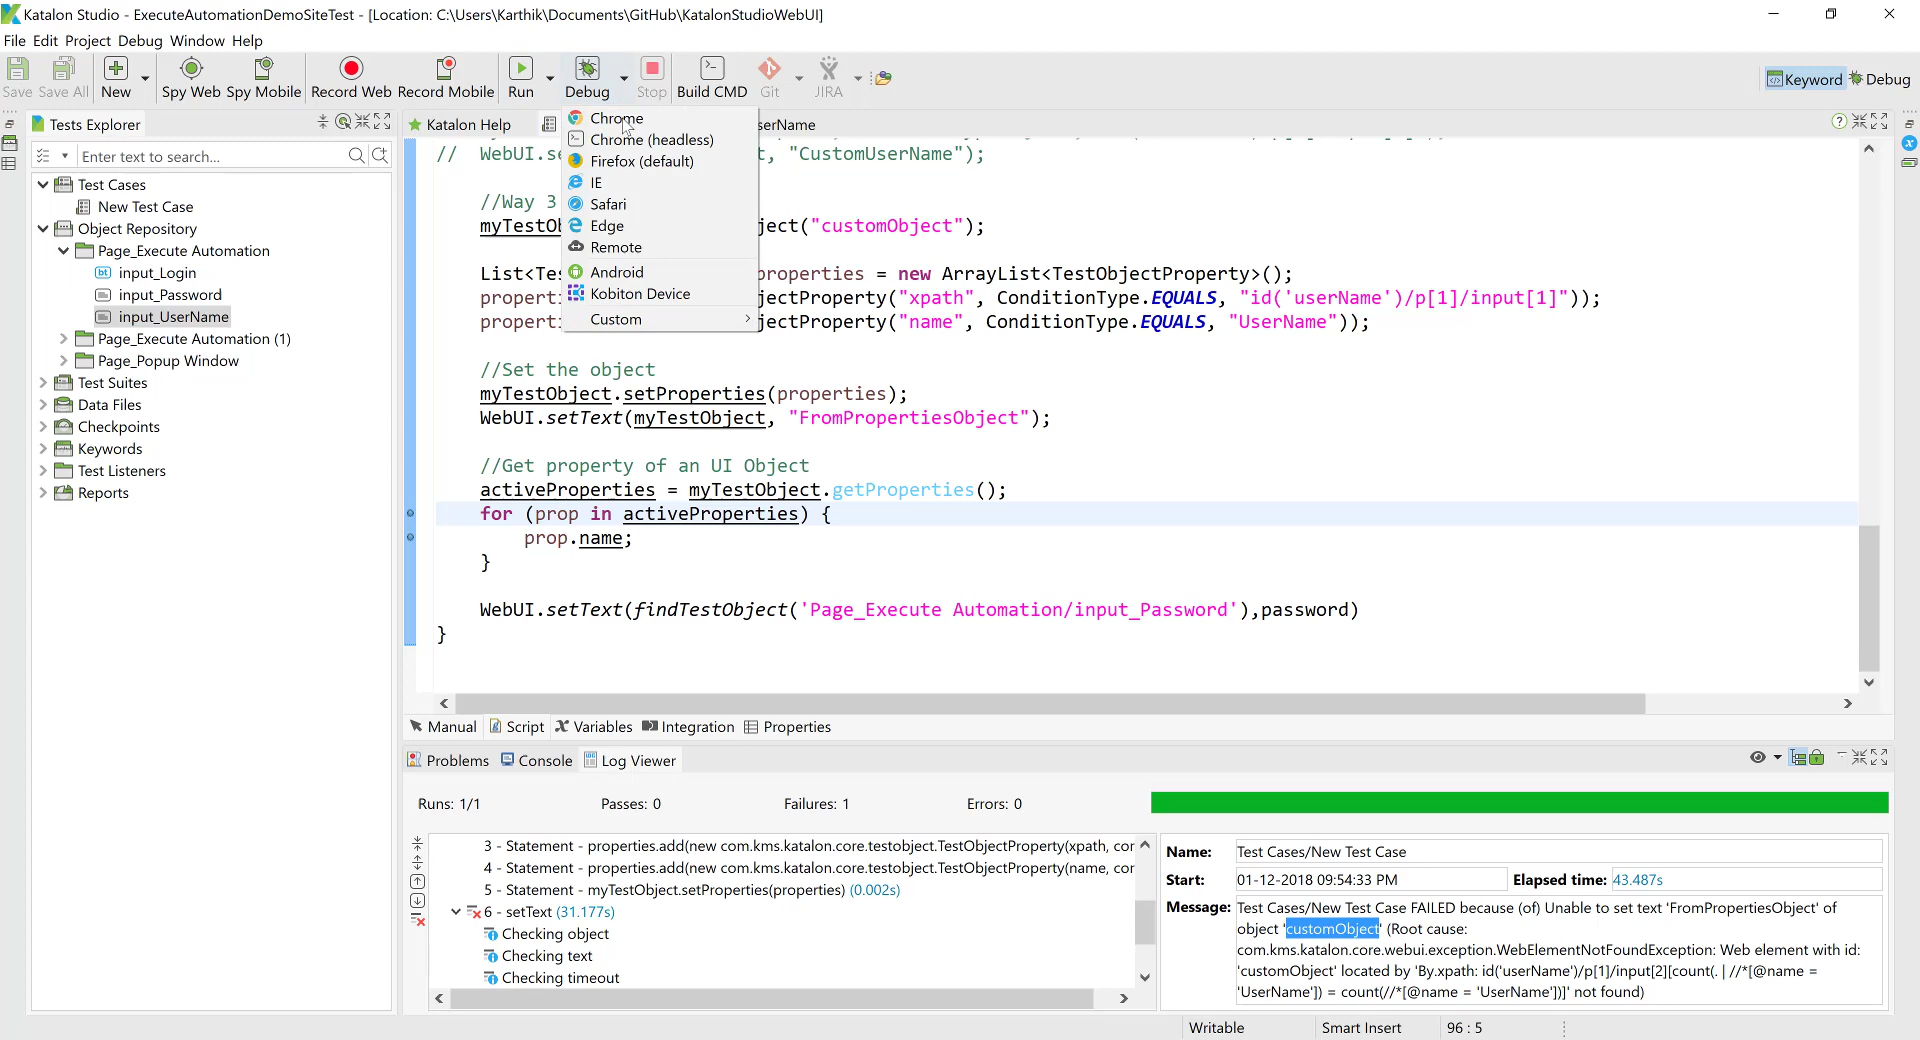 Katalon Studio - ExecuteAutomationDemoSiteTest - [Location: C:\Users\Karthik\Documents\GitHub\KatalonStudioWebUI]
File Edit Project Debug Window Help
Save Save All New Spy Web Spy Mobile Record Web Record Mobile Run Debug Stop Build CMD Git JIRA Keyword Debug
Tests Explorer
Enter text to search...
Test Cases
New Test Case
Object Repository
Page_Execute Automation
input_Login
input_Password
input_UserName
Page_Execute Automation (1)
Page_Popup Window
Test Suites
Data Files
Checkpoints
Keywords
Test Listeners
Reports
Katalon Help serName
Chrome
Chrome (headless)
Firefox (default)
IE
Safari
Edge
Remote
Android
Kobiton Device
Custom
// WebUI.se t, "CustomUserName");
//Way 3
myTestOb ject("customObject");
List<Tes properties = new ArrayList<TestObjectProperty>();
properti jectProperty("xpath", ConditionType.EQUALS, "id('userName')/p[1]/input[1]"));
properti jectProperty("name", ConditionType.EQUALS, "UserName"));
//Set the object
myTestObject.setProperties(properties);
WebUI.setText(myTestObject, "FromPropertiesObject");
//Get property of an UI Object
activeProperties = myTestObject.getProperties();
for (prop in activeProperties) {
prop.name;
}
WebUI.setText(findTestObject('Page_Execute Automation/input_Password'),password)
}
Manual Script Variables Integration Properties
Problems Console Log Viewer
Runs: 1/1 Passes: 0 Failures: 1 Errors: 0
3 - Statement - properties.add(new com.kms.katalon.core.testobject.TestObjectProperty(xpath, cor
4 - Statement - properties.add(new com.kms.katalon.core.testobject.TestObjectProperty(name, cor
5 - Statement - myTestObject.setProperties(properties) (0.002s)
6 - setText (31.177s)
Checking object
Checking text
Checking timeout
Name: Test Cases/New Test Case
Start: 01-12-2018 09:54:33 PM Elapsed time: 43.487s
Message: Test Cases/New Test Case FAILED because (of) Unable to set text 'FromPropertiesObject' of
object 'customObject' (Root cause:
com.kms.katalon.core.webui.exception.WebElementNotFoundException: Web element with id:
'customObject' located by 'By.xpath: id('userName')/p[1]/input[2][count(. | //*[@name =
'UserName']) = count(//*[@name = 'UserName'])]' not found)
Writable Smart Insert 96 : 5